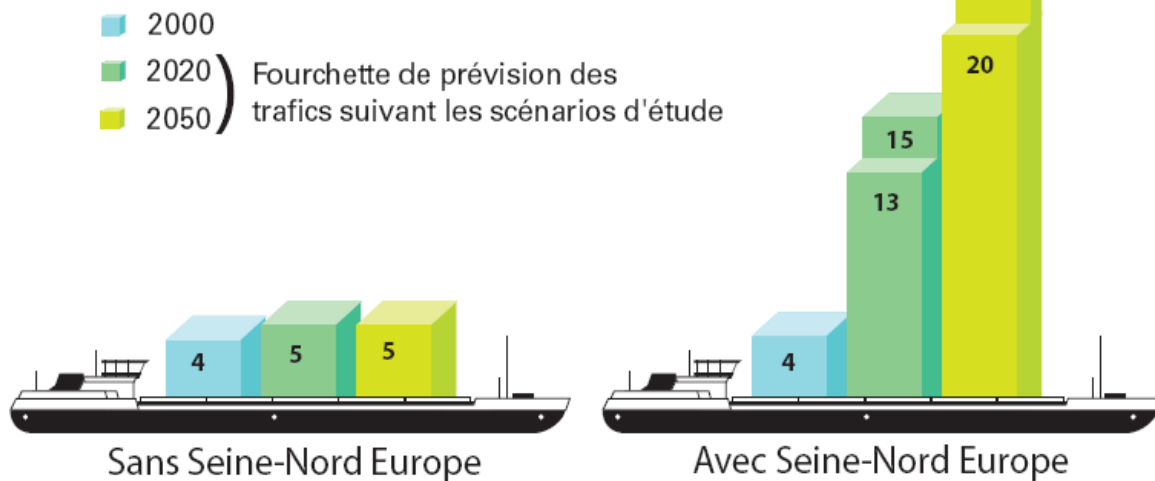 2000
2020
2050
)
Fourchette de prévision des
trafics suivant les scénarios d'étude
4
5
5
Sans Seine-Nord Europe
4
15
13
20
Avec Seine-Nord Europe